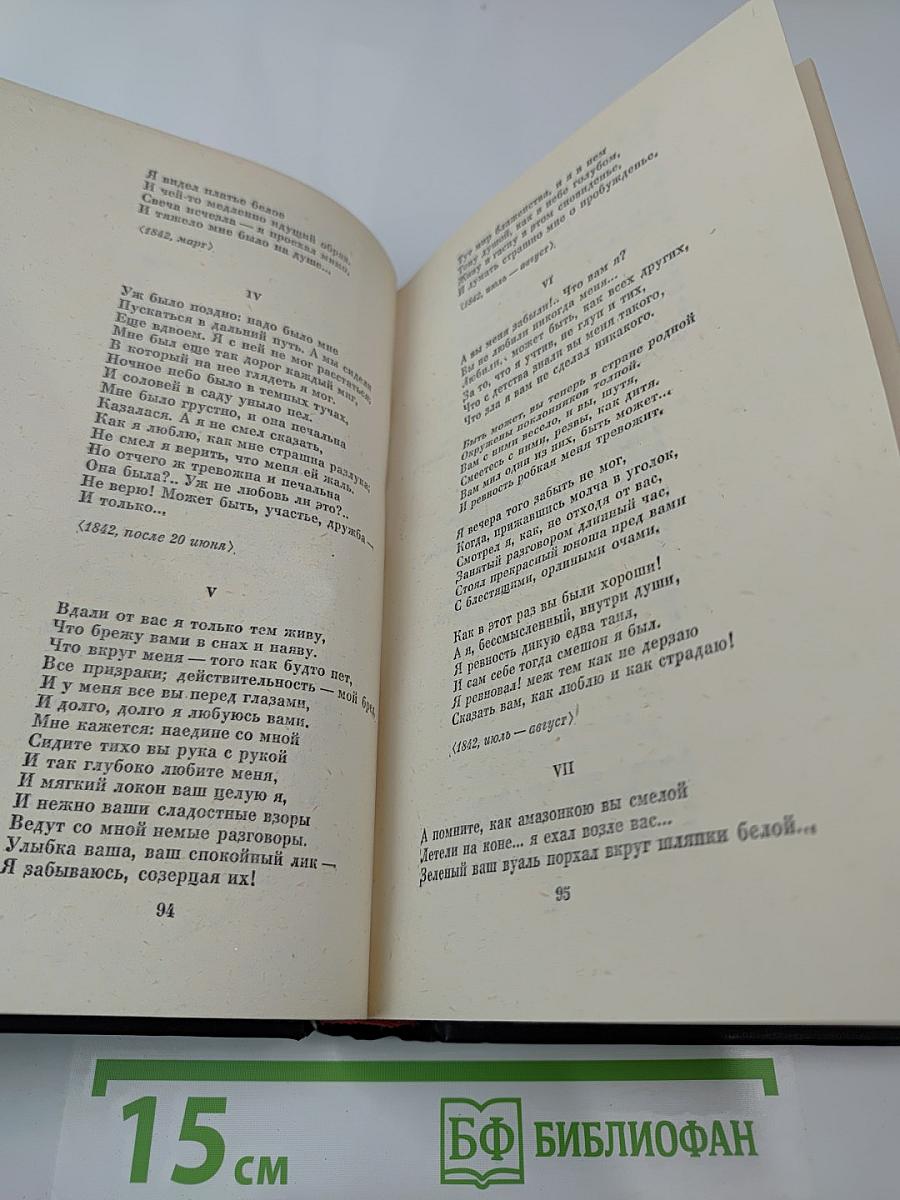 Я видел платье белое
И чей-то медленно идущий образ,
Свеча исчезла — я проехал мимо,
И тяжело мне было на душе...
⟨1842, март⟩
IV
Уж было поздно; надо было мне
Пускаться в дальний путь. А мы сидели
Еще вдвоем. Я с ней не мог расстаться;
Мне был еще так дорог каждый миг,
В который на нее глядеть я мог.
Ночное небо было в темных тучах,
И соловей в саду уныло пел.
Мне было грустно, и она печальна
Казалася. А я не смел сказать,
Как я люблю, как мне страшна разлука;
Не смел я верить, что меня ей жаль.
Но отчего ж тревожна и печальна
Она была?.. Уж не любовь ли это?..
Не верю! Может быть, участье, дружба —
И только...
⟨1842, после 20 июня⟩
V
Вдали от вас я только тем живу,
Что брежу вами в снах и наяву.
Что вкруг меня — того как будто нет,
Все призраки; действительность — мой бред,
И у меня все вы перед глазами,
И долго, долго я любуюсь вами.
Мне кажется: наедине со мной
Сидите тихо вы рука с рукой
И так глубоко любите меня,
И мягкий локон ваш целую я,
И нежно ваши сладостные взоры
Ведут со мной немые разговоры.
Улыбка ваша, ваш спокойный лик —
Я забываюсь, созерцая их!
94
Тут мир блаженства, и я в нем
Тону душой, как в небе голубом,
Живу и гасну в этом сновиденье,
И думать страшно мне о пробужденье.
⟨1842, июль — август⟩
VI
А вы меня забыли!.. Что вам я?
Вы не любили никогда меня...
Любили, может быть, как всех других,
За то, что я учтив, не глуп и тих,
Что с детства знали вы меня такого,
Что зла я вам не сделал никакого.
Быть может, вы теперь в стране родной
Окружены поклонников толпой.
Вам с ними весело, и вы, шутя,
Смеетесь с ними, резвы, как дитя.
Вам мил один из них, быть может...
И ревность робкая меня тревожит.
Я вечера того забыть не мог,
Когда, прижавшись молча в уголок,
Смотрел я, как, не отходя от вас,
Занятый разговором длинный час,
Стоял прекрасный юноша пред вами
С блестящими, орлиными очами.
Как в этот раз вы были хороши!
А я, бессмысленный, внутри души,
Я ревность дикую едва таил,
И сам себе тогда смешон я был.
Я ревновал! меж тем как не дерзаю
Сказать вам, как люблю и как страдаю!
⟨1842, июль — август⟩
VII
А помните, как амазонкою вы смелой
Летели на коне... я ехал возле вас...
Зеленый ваш вуаль порхал вкруг шляпки белой...
95
15 см
БФ БИБЛИОФАН